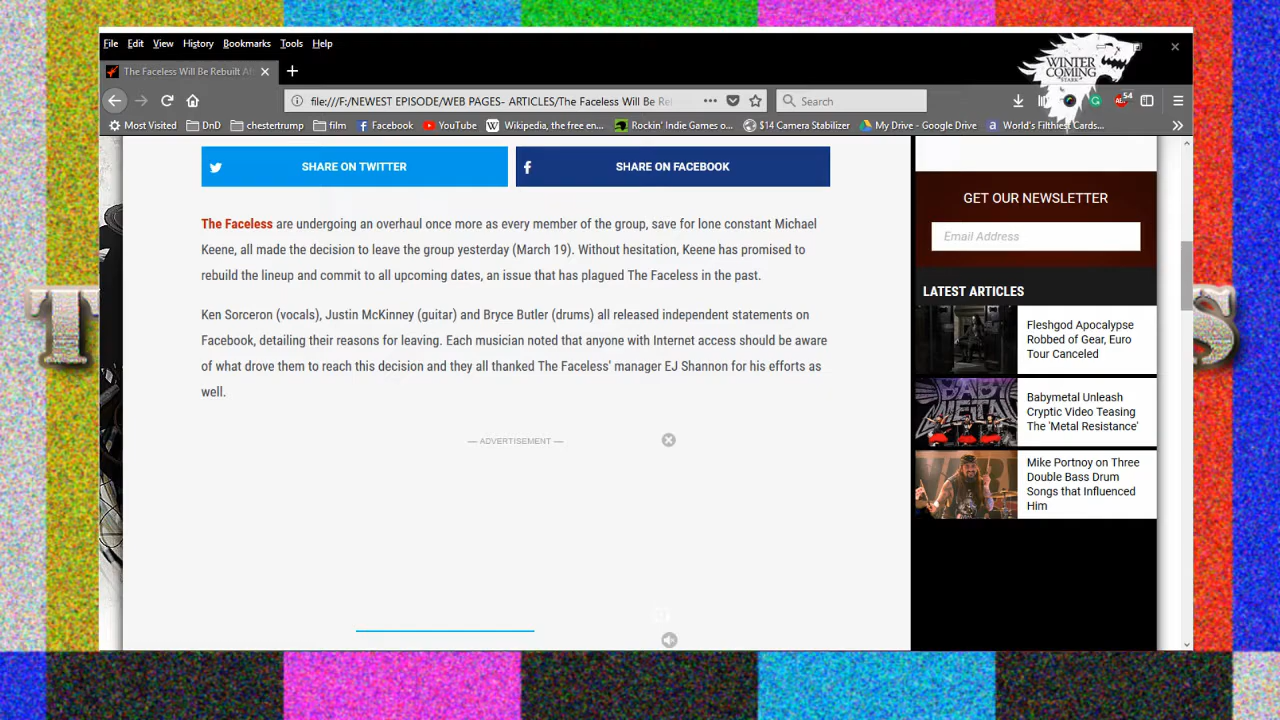 File Edit View History Bookmarks Tools Help
WINTER
COMING
STARK
The Faceless Will Be Rebuilt Af
file:///F:/NEWEST EPISODE/WEB PAGES- ARTICLES/The Faceless Will Be Re
Search
54
Most Visited DnD chestertrump film Facebook YouTube Wikipedia, the free en... Rockin' Indie Games o... $14 Camera Stabilizer My Drive - Google Drive World's Filthiest Cards...
SHARE ON TWITTER SHARE ON FACEBOOK
The Faceless are undergoing an overhaul once more as every member of the group, save for lone constant Michael
Keene, all made the decision to leave the group yesterday (March 19). Without hesitation, Keene has promised to
rebuild the lineup and commit to all upcoming dates, an issue that has plagued The Faceless in the past.
Ken Sorceron (vocals), Justin McKinney (guitar) and Bryce Butler (drums) all released independent statements on
Facebook, detailing their reasons for leaving. Each musician noted that anyone with Internet access should be aware
of what drove them to reach this decision and they all thanked The Faceless' manager EJ Shannon for his efforts as
well.
— ADVERTISEMENT —
GET OUR NEWSLETTER
Email Address
LATEST ARTICLES
Fleshgod Apocalypse
Robbed of Gear, Euro
Tour Canceled
BABY
METAL
Babymetal Unleash
Cryptic Video Teasing
The 'Metal Resistance'
Mike Portnoy on Three
Double Bass Drum
Songs that Influenced
Him
T
S